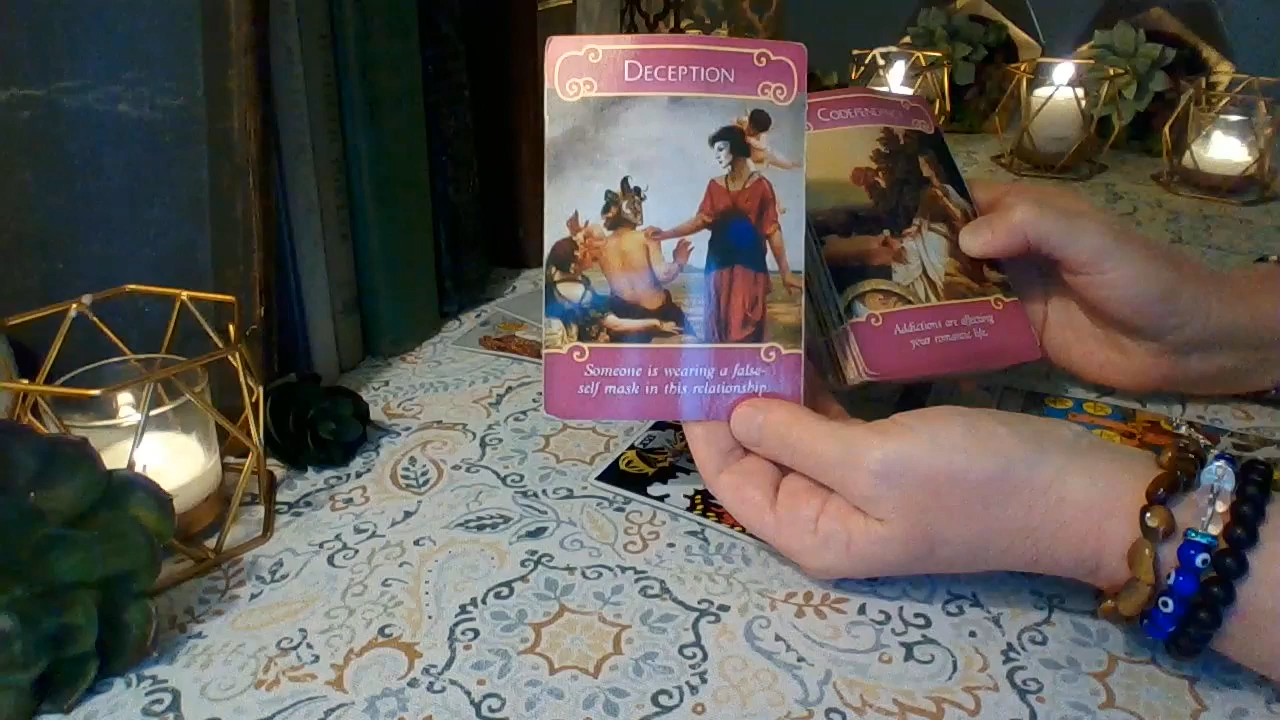 DECEPTION
Someone is wearing a false-
self mask in this relationship.
CODEPENDENCY
Addictions are affecting
your romantic life.